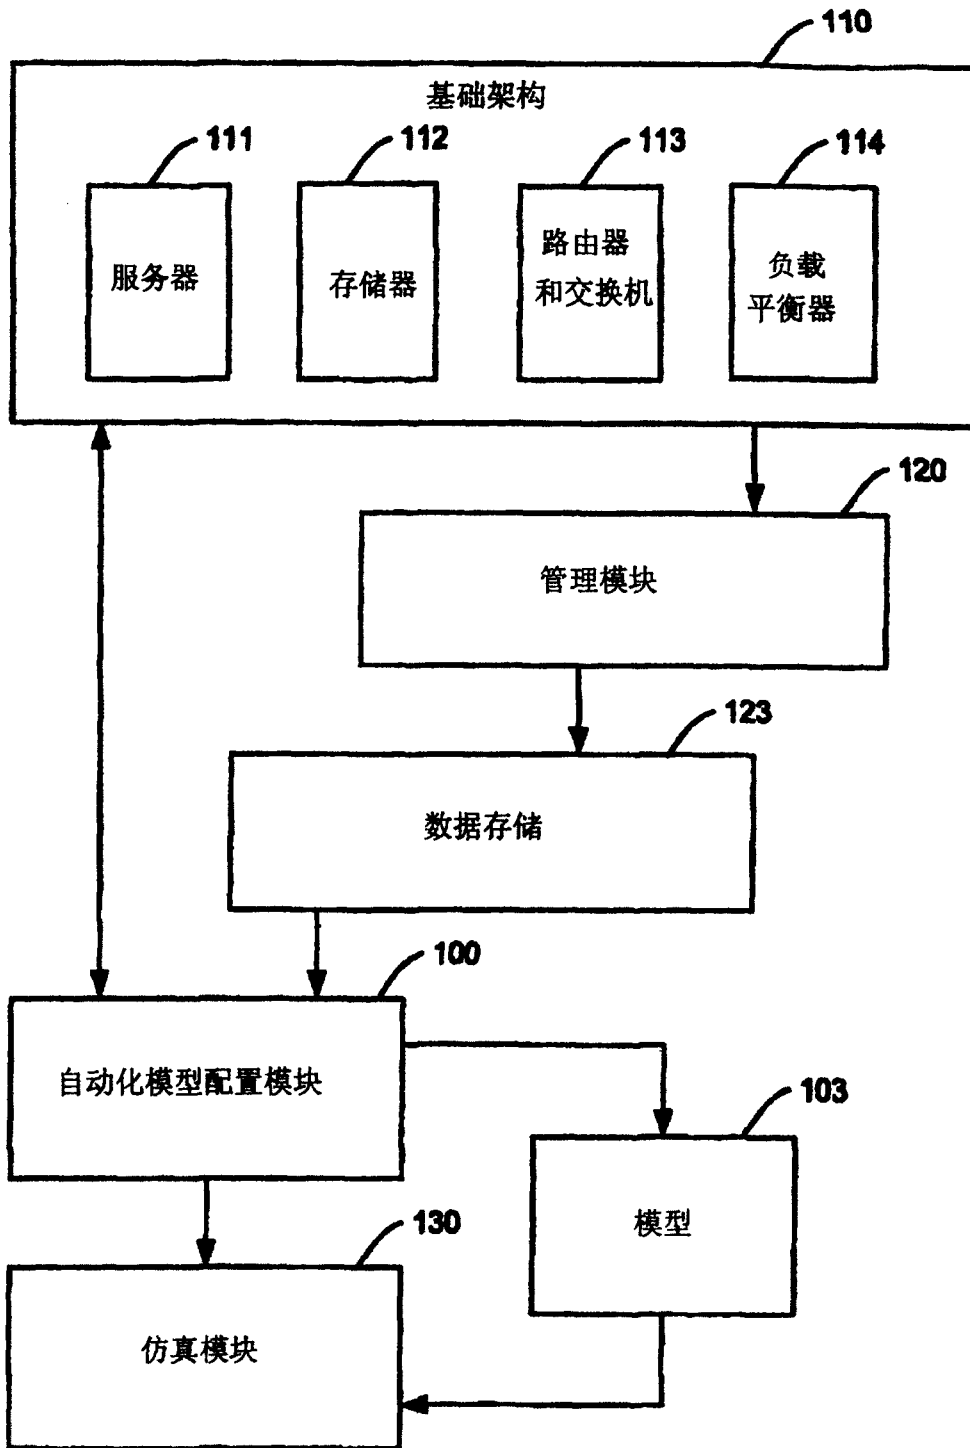 110
基础架构
111
112
113
114
服务器
存储器
路由器
和交换机
负载
平衡器
120
管理模块
123
数据存储
100
自动化模型配置模块
103
模型
130
仿真模块